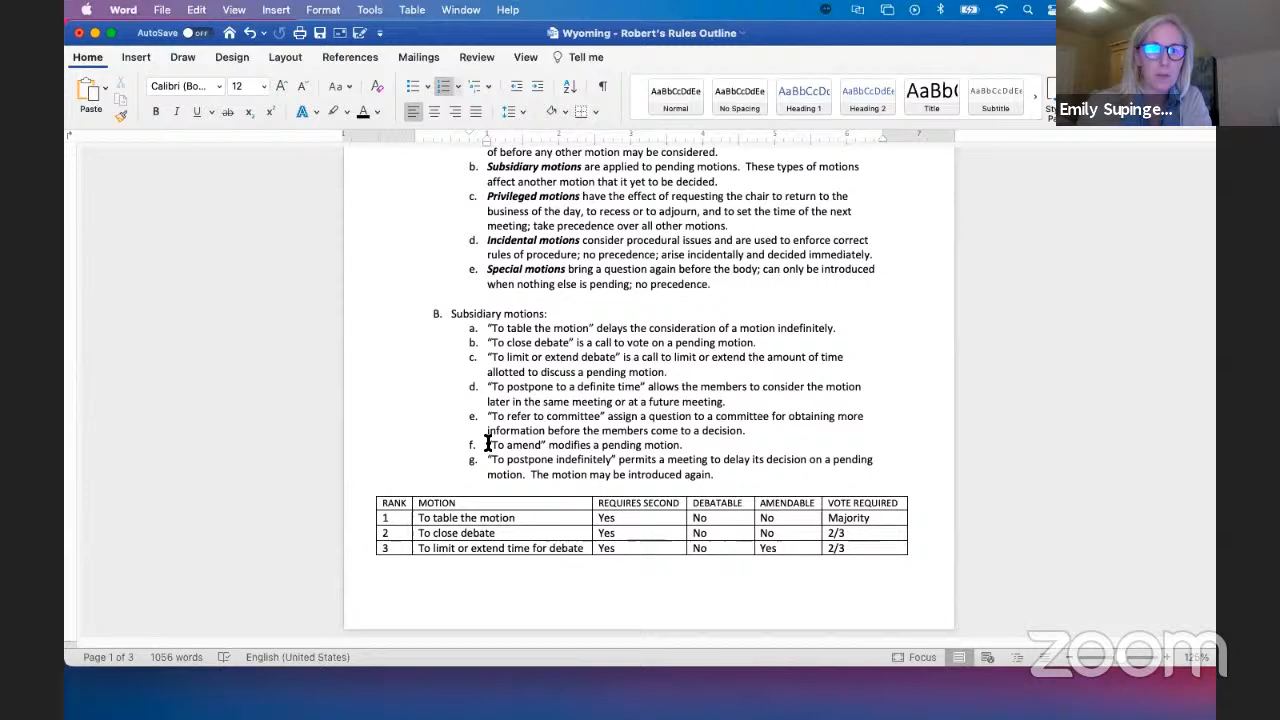 Word File Edit View Insert Format Tools Table Window Help
AutoSave OFF Wyoming - Robert's Rules Outline
Home Insert Draw Design Layout References Mailings Review View Tell me
Paste Calibri (Bo... 12 A A Aa A
B I U ab x₂ x² A A
AaBbCcDdEe AaBbCcDdEe AaBbCcDc AaBbCcDdEe AaBb( AaBbCcDdEe
Normal No Spacing Heading 1 Heading 2 Title Subtitle
Emily Supinge...
1 1 2 3 4 5 6 7
of before any other motion may be considered.
b. Subsidiary motions are applied to pending motions. These types of motions
affect another motion that it yet to be decided.
c. Privileged motions have the effect of requesting the chair to return to the
business of the day, to recess or to adjourn, and to set the time of the next
meeting; take precedence over all other motions.
d. Incidental motions consider procedural issues and are used to enforce correct
rules of procedure; no precedence; arise incidentally and decided immediately.
e. Special motions bring a question again before the body; can only be introduced
when nothing else is pending; no precedence.
B. Subsidiary motions:
a. "To table the motion" delays the consideration of a motion indefinitely.
b. "To close debate" is a call to vote on a pending motion.
c. "To limit or extend debate" is a call to limit or extend the amount of time
allotted to discuss a pending motion.
d. "To postpone to a definite time" allows the members to consider the motion
later in the same meeting or at a future meeting.
e. "To refer to committee" assign a question to a committee for obtaining more
information before the members come to a decision.
f. "To amend" modifies a pending motion.
g. "To postpone indefinitely" permits a meeting to delay its decision on a pending
motion. The motion may be introduced again.
RANK MOTION REQUIRES SECOND DEBATABLE AMENDABLE VOTE REQUIRED
1 To table the motion Yes No No Majority
2 To close debate Yes No No 2/3
3 To limit or extend time for debate Yes No Yes 2/3
Page 1 of 3 1056 words English (United States) Focus
zoom